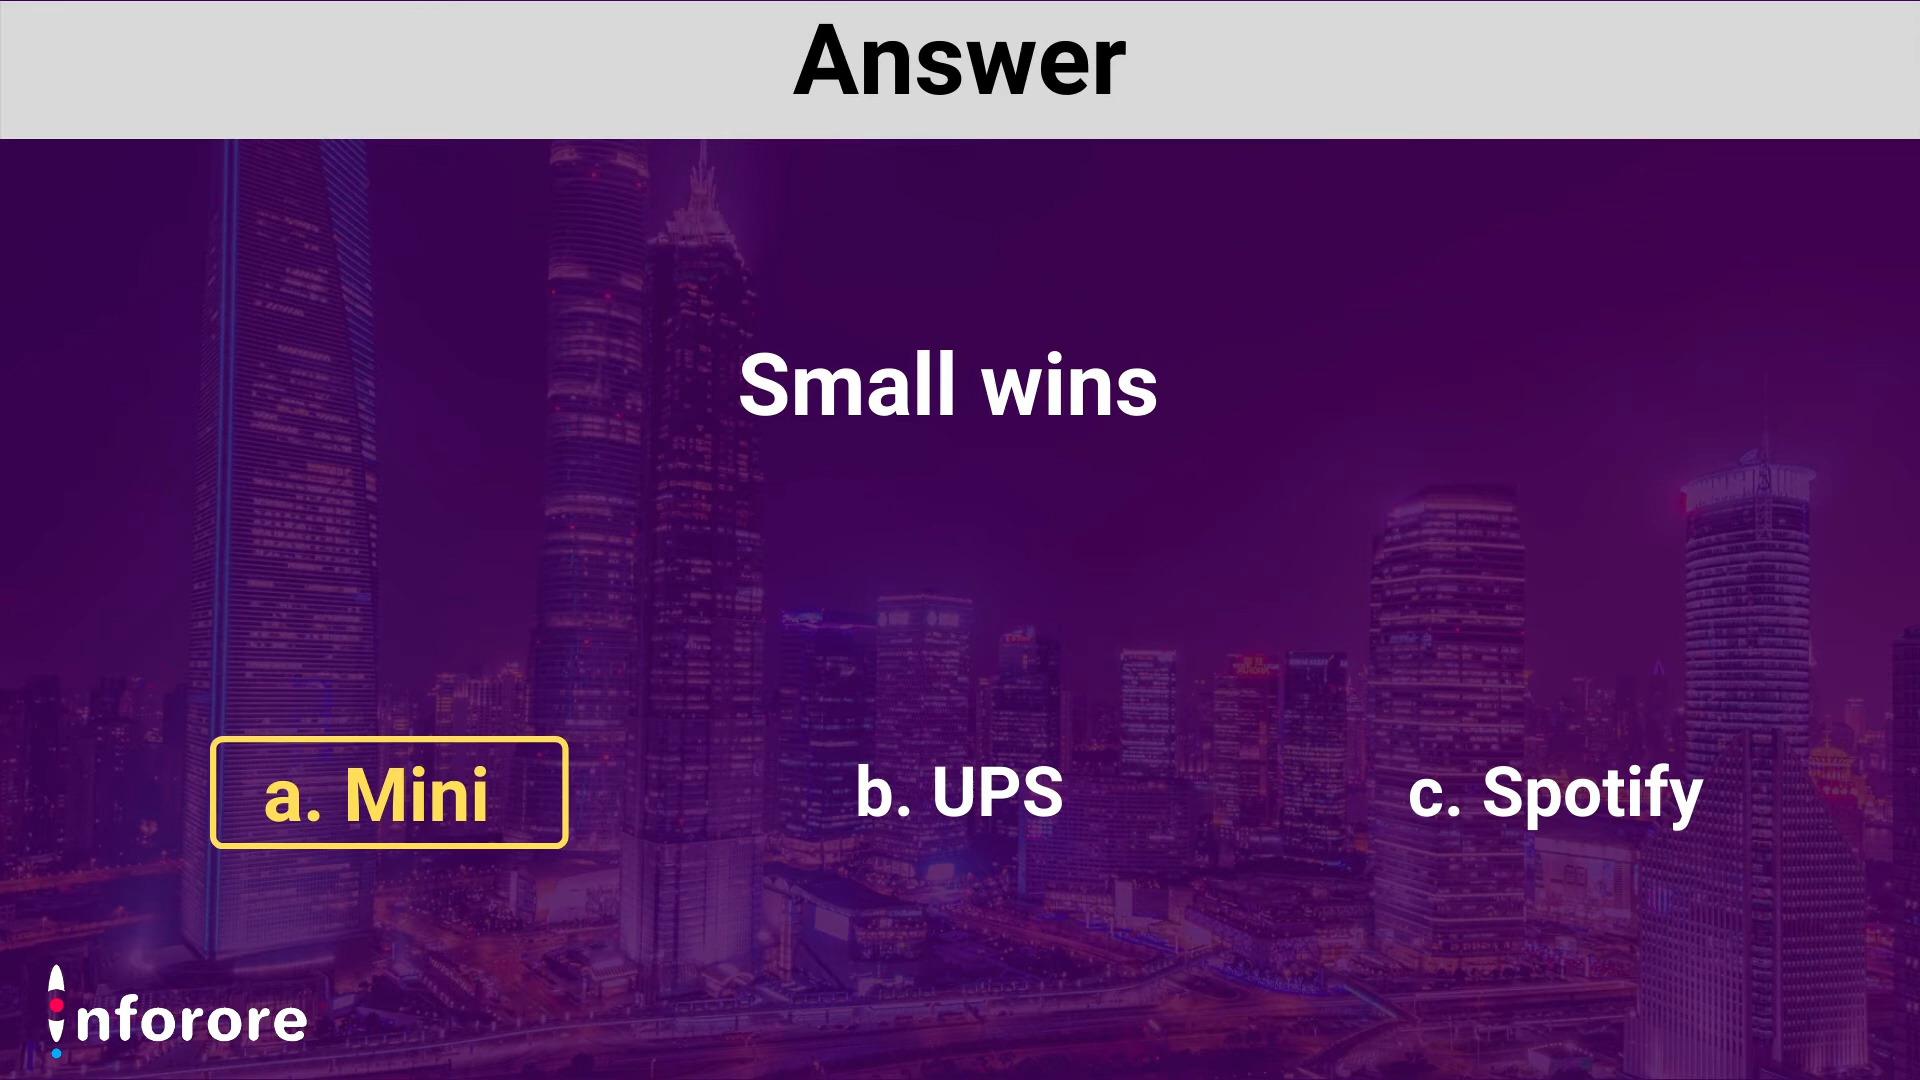 Answer
Small wins
a. Mini
b. UPS
c. Spotify
Inforore